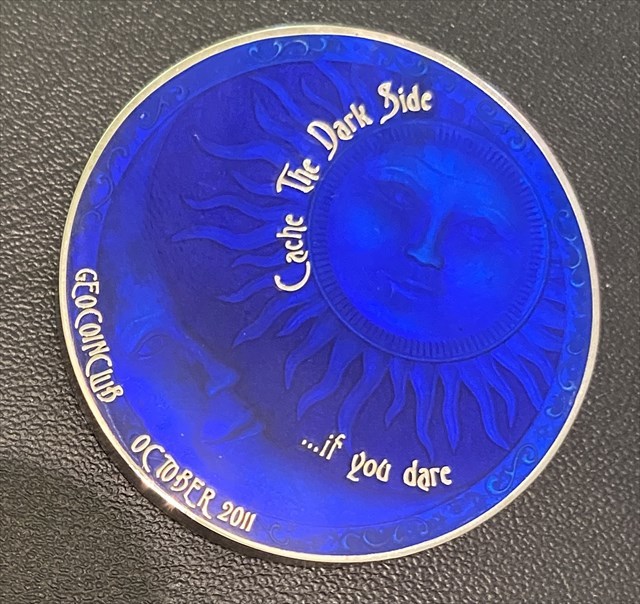 Cache The Dark Side
...if you dare
GEOCOINCLUB
OCTOBER 2011